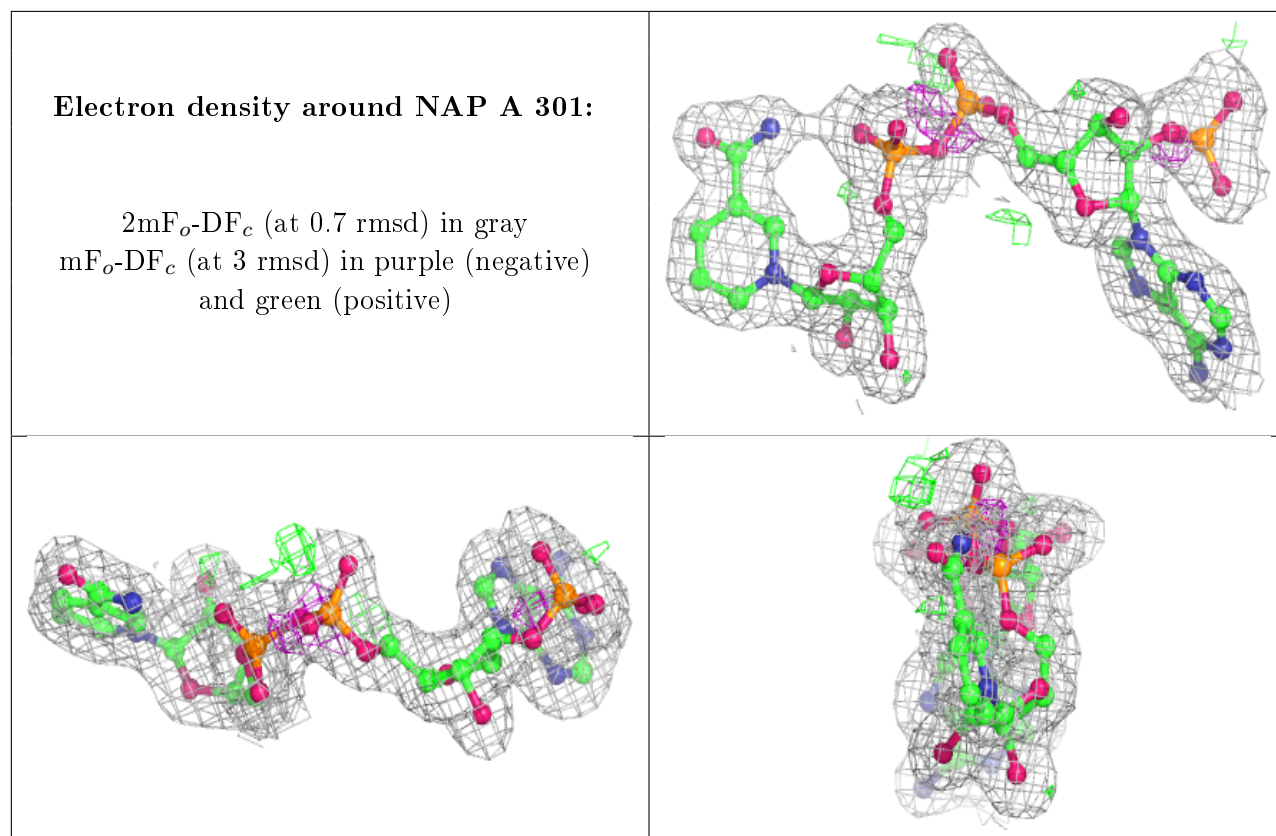 Electron density around NAP A 301:
2mFₒ-DF𝒸 (at 0.7 rmsd) in gray
mFₒ-DF𝒸 (at 3 rmsd) in purple (negative)
and green (positive)